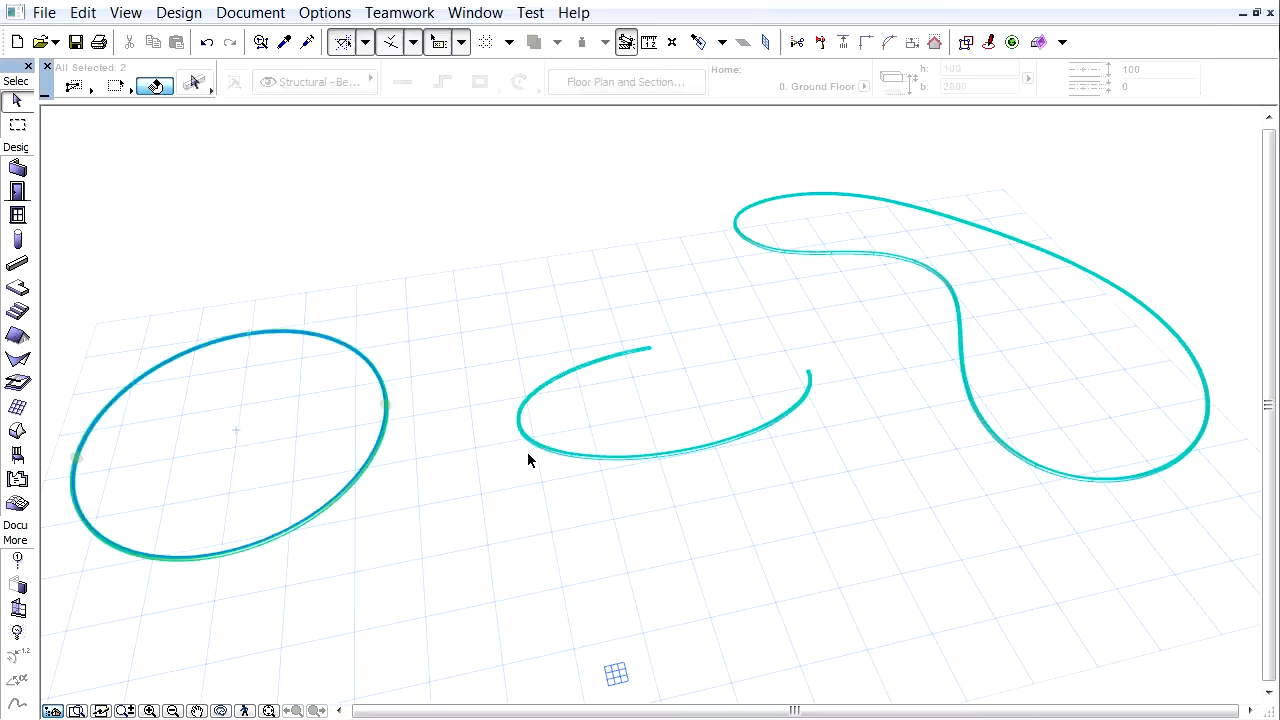 File Edit View Design Document Options Teamwork Window Test Help
Selec
All Selected: 2
Structural - Be...
Floor Plan and Section...
Home:
0. Ground Floor
h: 100
b: 2800
100
0
Desig
Docu
More